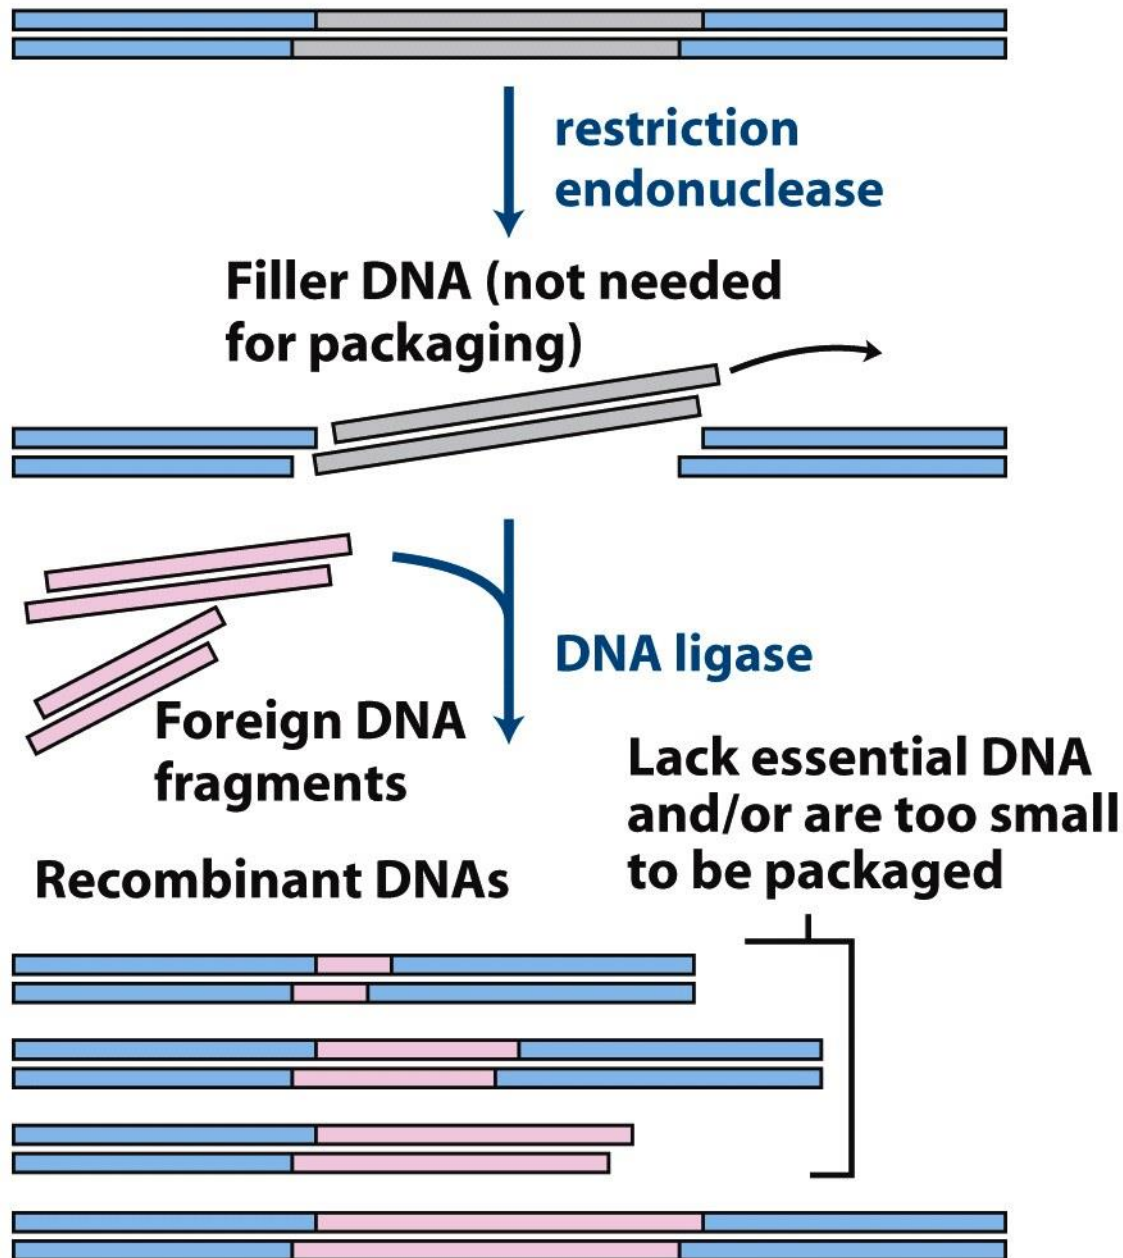 restriction
endonuclease
Filler DNA (not needed
for packaging)
DNA ligase
Foreign DNA
fragments
Lack essential DNA
and/or are too small
to be packaged
Recombinant DNAs